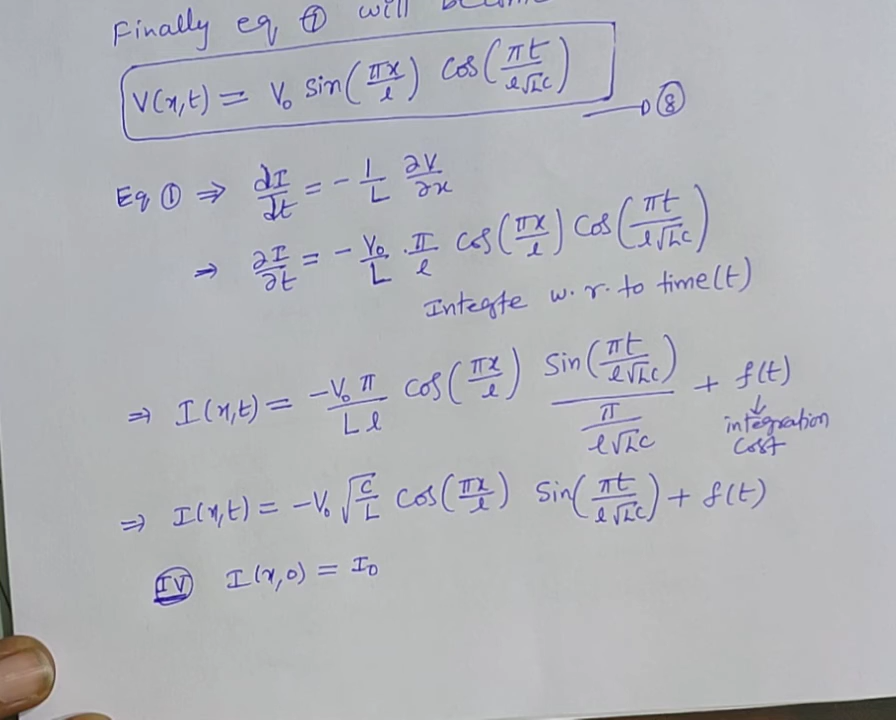 Finally eq ① will
V(x,t) = V₀ sin(πx/l) cos(πt/l√LC)
→ ⑧
Eq ① ⇒ dI/dt = -1/L ∂V/∂x
⇒ ∂I/∂t = -V₀/L · π/l cos(πx/l) cos(πt/l√LC)
Integte w.r. to time(t)
⇒ I(x,t) = -V₀π/Ll cos(πx/l) sin(πt/l√LC)/(π/l√LC) + f(t)
↓
integration
cost
⇒ I(x,t) = -V₀ √C/L cos(πx/l) sin(πt/l√LC) + f(t)
IV I(x,0) = I₀